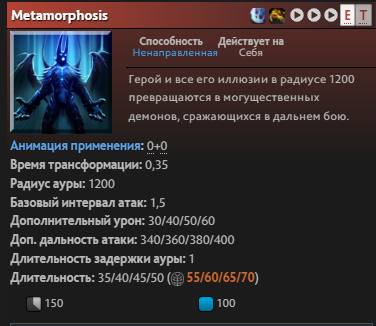 Metamorphosis
E T
Способность Действует на
Ненаправленная Себя
Герой и все его иллюзии в радиусе 1200
превращаются в могущественных
демонов, сражающихся в дальнем бою.
Анимация применения: 0+0
Время трансформации: 0,35
Радиус ауры: 1200
Базовый интервал атак: 1,5
Дополнительный урон: 30/40/50/60
Доп. дальность атаки: 340/360/380/400
Длительность задержки ауры: 1
Длительность: 35/40/45/50 (55/60/65/70)
150 100